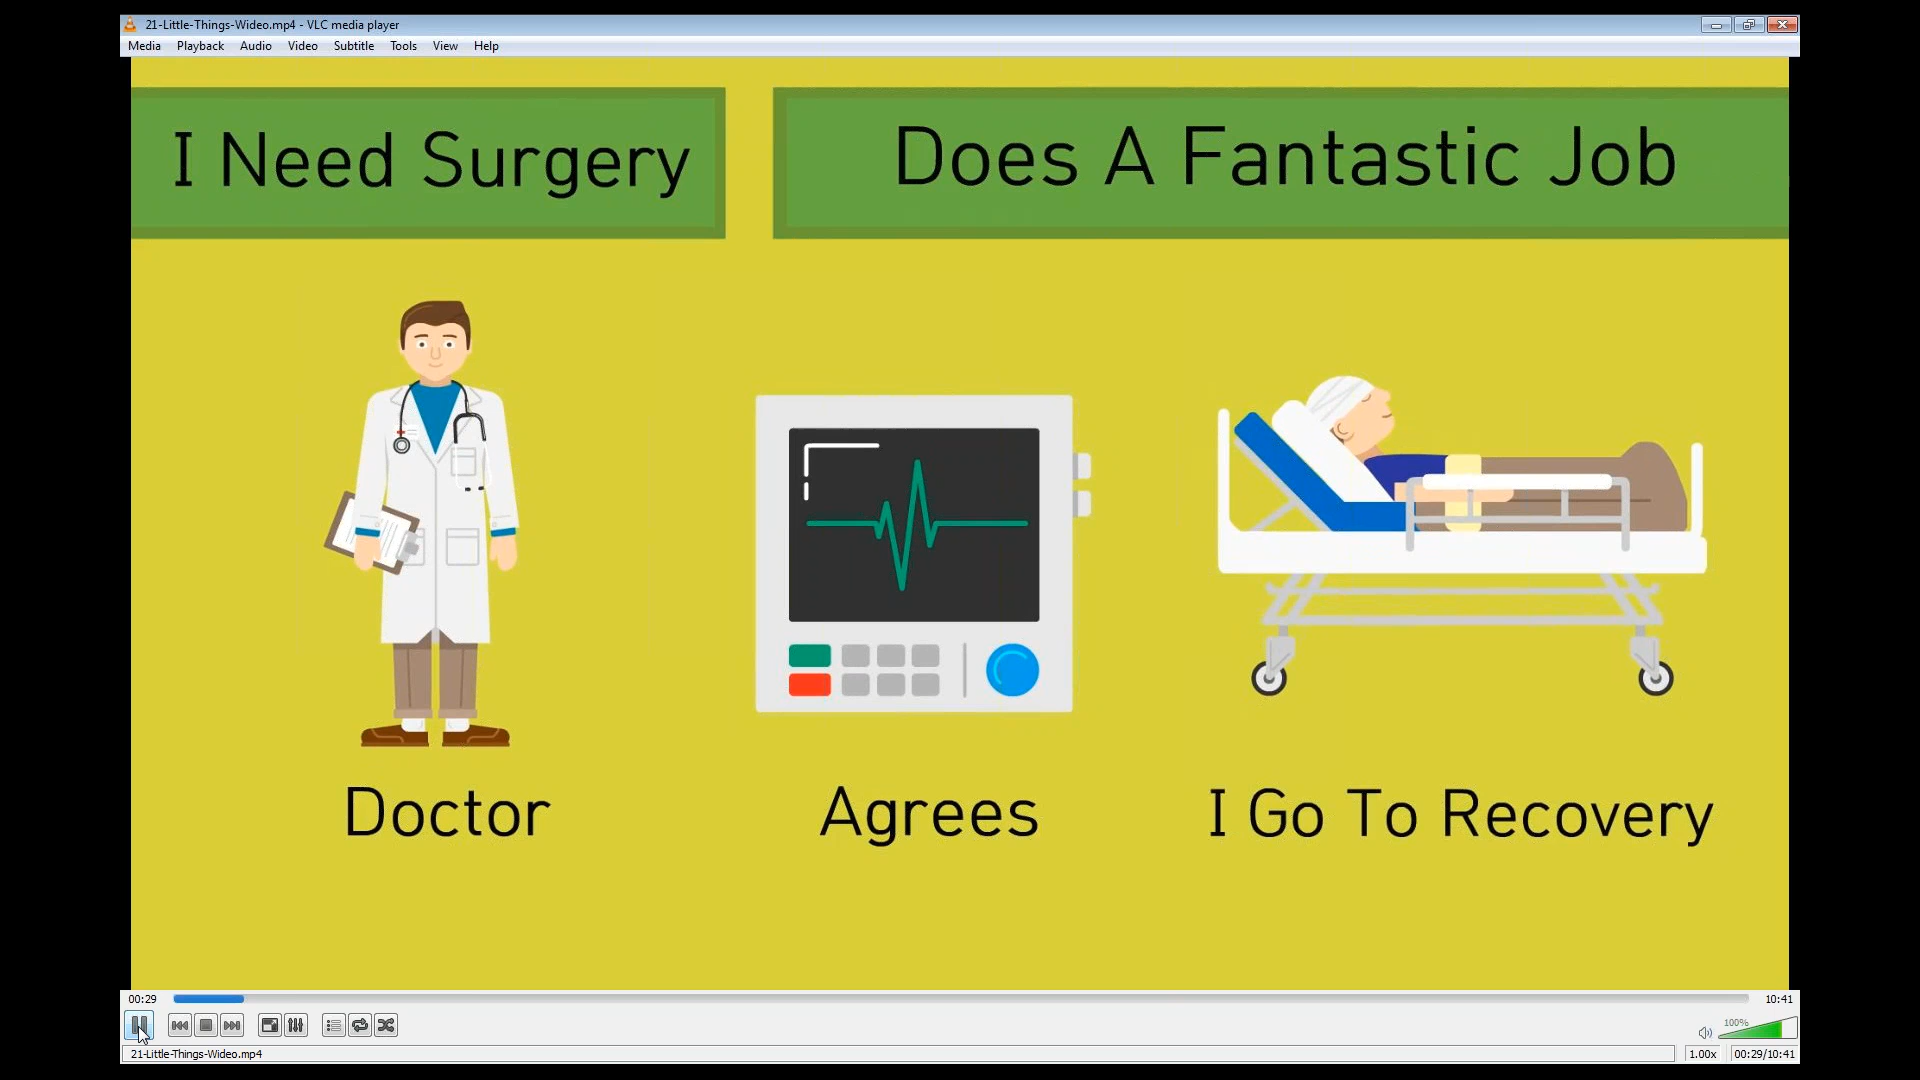 21-Little-Things-Wideo.mp4 - VLC media player
Media Playback Audio Video Subtitle Tools View Help
I Need Surgery
Does A Fantastic Job
Doctor
Agrees
I Go To Recovery
00:29
10:41
100%
21-Little-Things-Wideo.mp4
1.00x
00:29/10:41